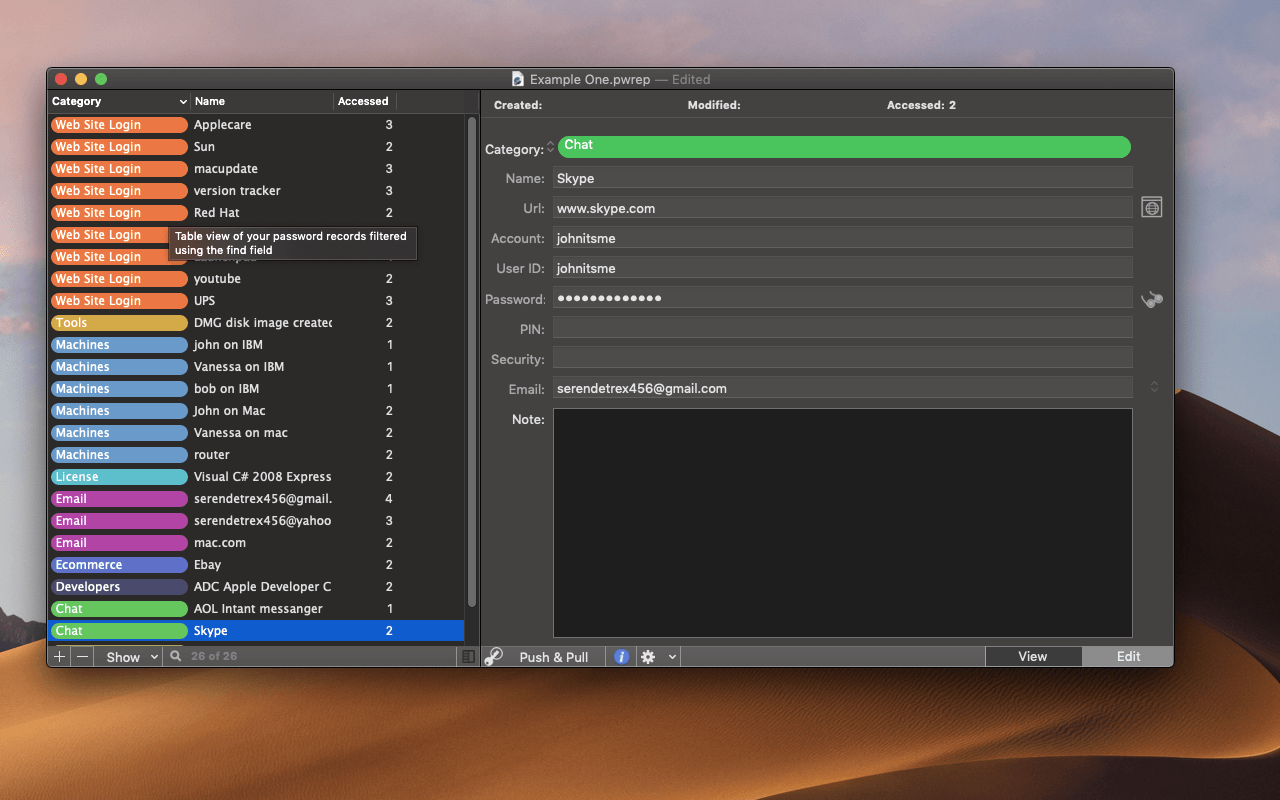 Example One.pwrep — Edited
Category Name Accessed
Web Site Login Applecare 3
Web Site Login Sun 2
Web Site Login macupdate 3
Web Site Login version tracker 3
Web Site Login Red Hat 2
Web Site Login
Web Site Login
Table view of your password records filtered
using the find field
Web Site Login youtube 2
Web Site Login UPS 3
Tools DMG disk image created 2
Machines john on IBM 1
Machines Vanessa on IBM 1
Machines bob on IBM 1
Machines John on Mac 2
Machines Vanessa on mac 2
Machines router 2
License Visual C# 2008 Express 2
Email serendetrex456@gmail. 4
Email serendetrex456@yahoo 3
Email mac.com 2
Ecommerce Ebay 2
Developers ADC Apple Developer C 2
Chat AOL Intant messanger 1
Chat Skype 2
Show 26 of 26
Created: Modified: Accessed: 2
Category: Chat
Name: Skype
Url: www.skype.com
Account: johnitsme
User ID: johnitsme
Password: •••••••••••••
PIN:
Security:
Email: serendetrex456@gmail.com
Note:
Push & Pull View Edit